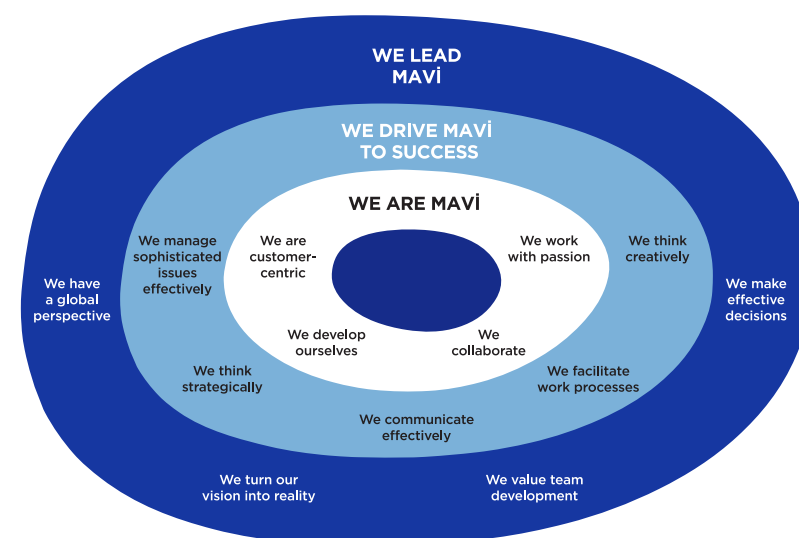 WE LEAD
MAVİ
WE DRİVE MAVİ
TO SUCCESS
WE ARE MAVİ
We manage
sophisticated
issues
effectively
We are
customer-
centric
We work
with passion
We think
creatively
We have
a global
perspective
We make
effective
decisions
We develop
ourselves
We
collaborate
We think
strategically
We facilitate
work processes
We communicate
effectively
We turn our
vision into reality
We value team
development